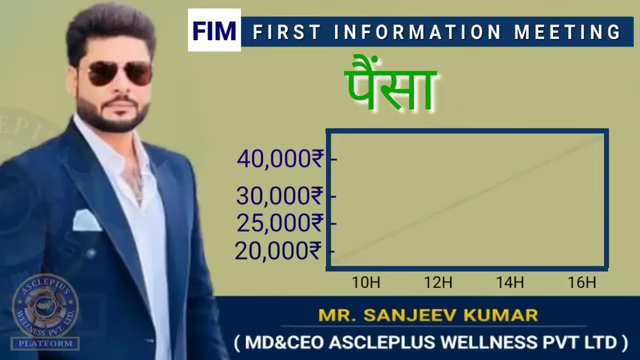 FIM FIRST INFORMATION MEETING
पैंसा
40,000₹
30,000₹
25,000₹
20,000₹
10H 12H 14H 16H
MR. SANJEEV KUMAR
( MD&CEO ASCLEPLUS WELLNESS PVT LTD )
ASCLEPIUS
WELLNESS PVT. LTD.
PLATFORM